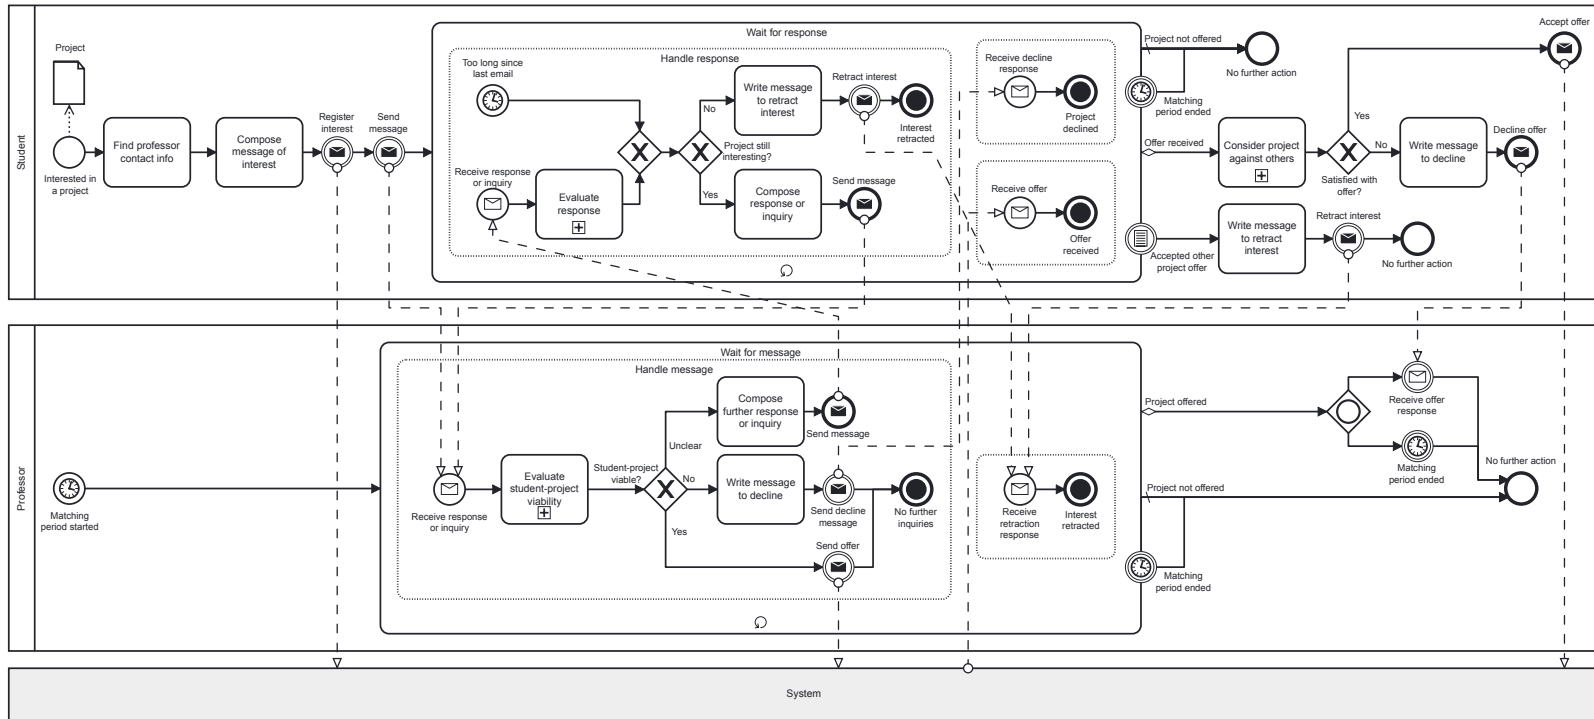 Student
Project
Interested in
a project
Find professor
contact info
Compose
message of
interest
Register
interest
Send
message
Wait for response
Handle response
Too long since
last email
Receive response
or inquiry
Evaluate
response
Project still
interesting?
No
Yes
Write message
to retract
interest
Retract interest
Interest
retracted
Compose
response or
inquiry
Send message
Receive decline
response
Project
declined
Receive offer
Offer
received
Project not offered
No further action
Matching
period ended
Offer received
Consider project
against others
Satisfied with
offer?
Yes
No
Accept offer
Write message
to decline
Decline offer
Accepted other
project offer
Write message
to retract
interest
Retract interest
No further action
Professor
Matching
period started
Wait for message
Handle message
Receive response
or inquiry
Evaluate
student-project
viability
Student-project
viable?
Unclear
No
Yes
Compose
further response
or inquiry
Send message
Write message
to decline
Send decline
message
No further
inquiries
Send offer
Receive
retraction
response
Interest
retracted
Project offered
Receive offer
response
Matching
period ended
Project not offered
No further action
Matching
period ended
System